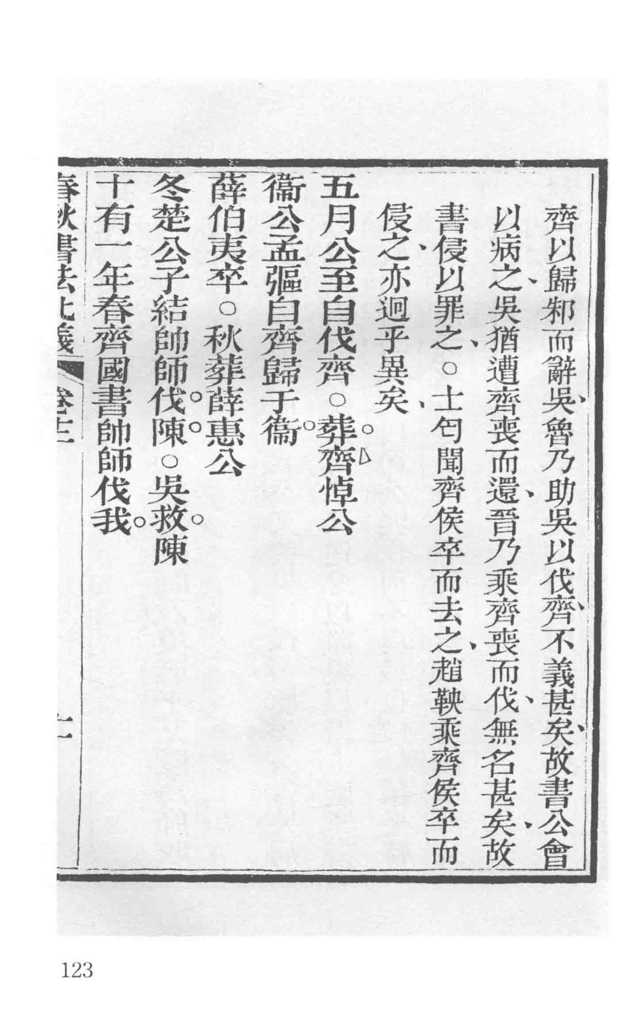 齊以歸邾而辭吳魯乃助吳以伐齊不義甚矣故書公會
以病之吳猶遭齊喪而還晉乃乘齊喪而伐無名甚矣故
書侵以罪之○士匄聞齊侯卒而去之趙鞅乘齊侯卒而
侵之亦迥乎異矣
五月公至自伐齊○葬齊悼公
衞公孟彄自齊歸于衞
薛伯夷卒○秋葬薛惠公
冬楚公子結帥師伐陳○吳救陳
十有一年春齊國書帥師伐我
春秋書法比義 卷十二
123